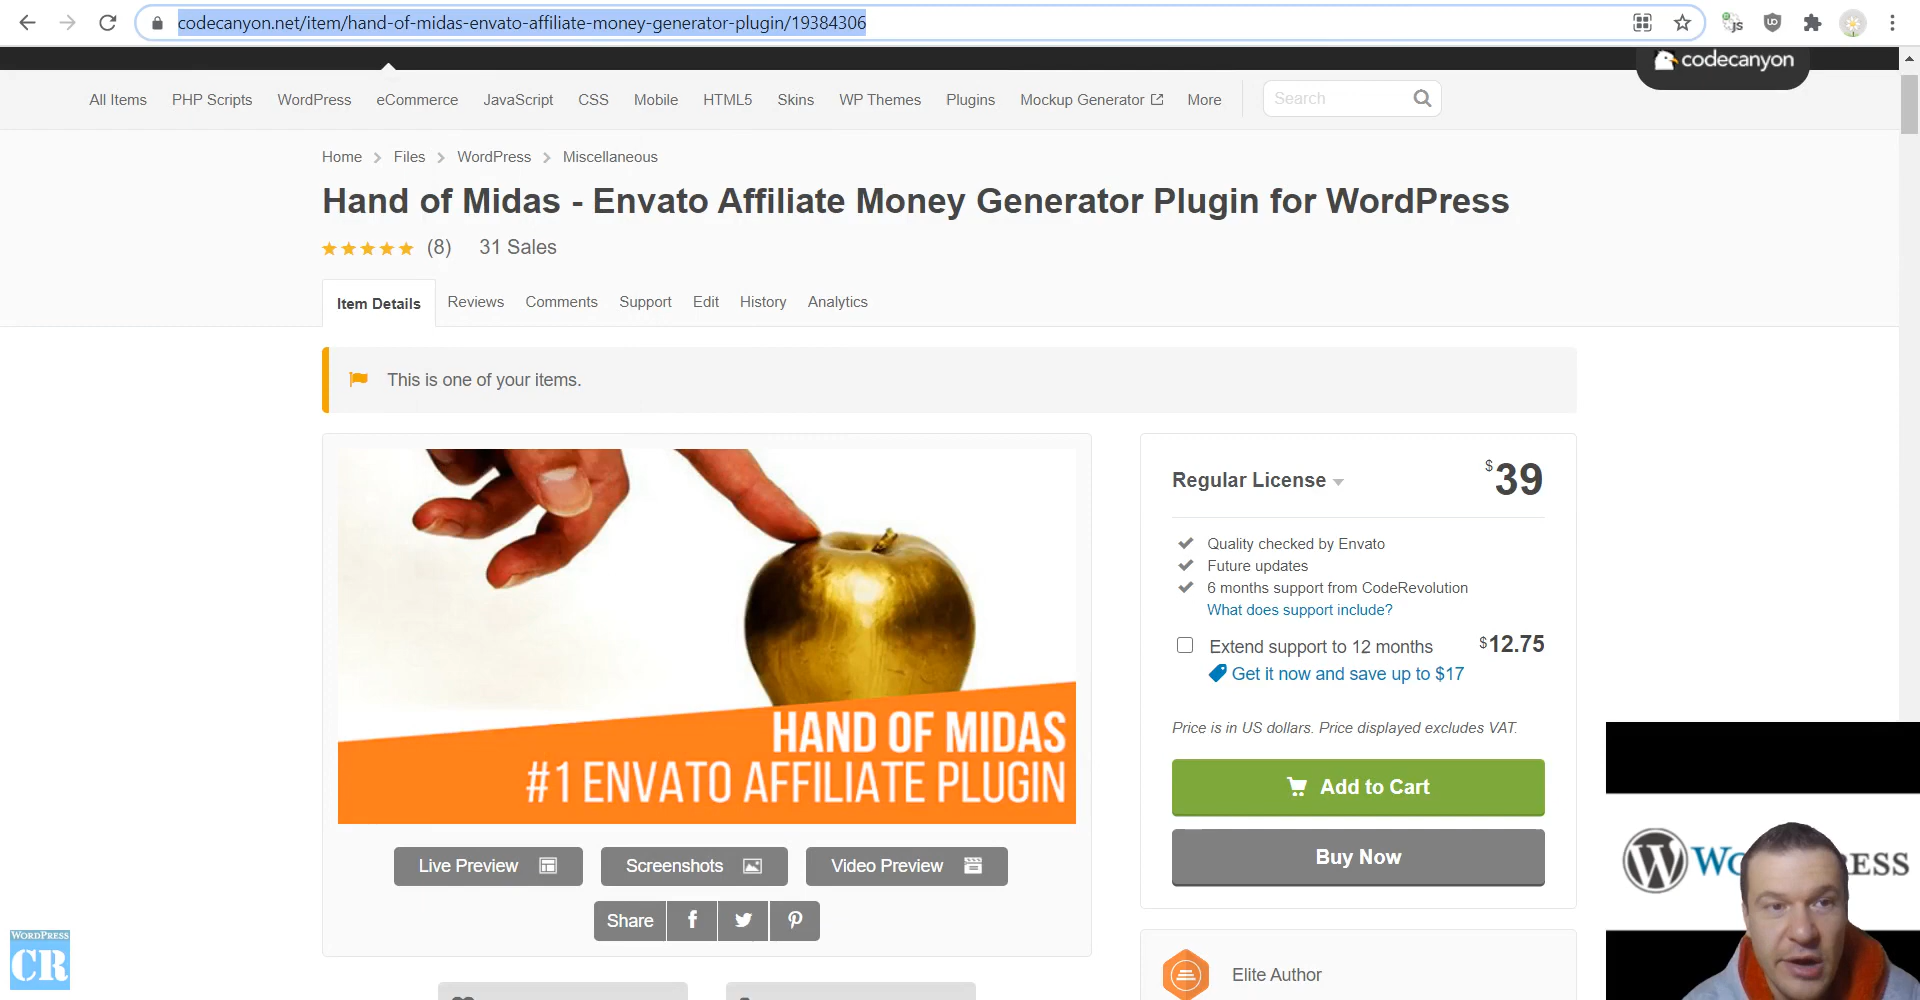 codecanyon.net/item/hand-of-midas-envato-affiliate-money-generator-plugin/19384306
codecanyon
All Items PHP Scripts WordPress eCommerce JavaScript CSS Mobile HTML5 Skins WP Themes Plugins Mockup Generator More Search
Home Files WordPress Miscellaneous
Hand of Midas - Envato Affiliate Money Generator Plugin for WordPress
(8) 31 Sales
Item Details Reviews Comments Support Edit History Analytics
This is one of your items.
Regular License $39
Quality checked by Envato
Future updates
6 months support from CodeRevolution
What does support include?
Extend support to 12 months $12.75
Get it now and save up to $17
Price is in US dollars. Price displayed excludes VAT.
Add to Cart
Buy Now
HAND OF MIDAS
#1 ENVATO AFFILIATE PLUGIN
Live Preview Screenshots Video Preview
Share
Elite Author
WORDPRESS
CR